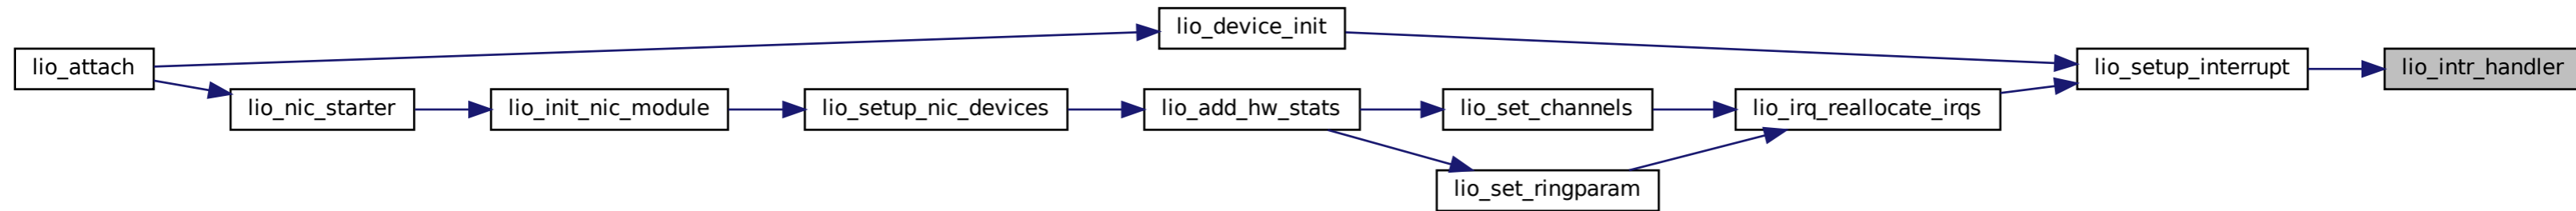 lio_device_init
lio_attach
lio_setup_interrupt
lio_intr_handler
lio_nic_starter
lio_init_nic_module
lio_setup_nic_devices
lio_add_hw_stats
lio_set_channels
lio_irq_reallocate_irqs
lio_set_ringparam